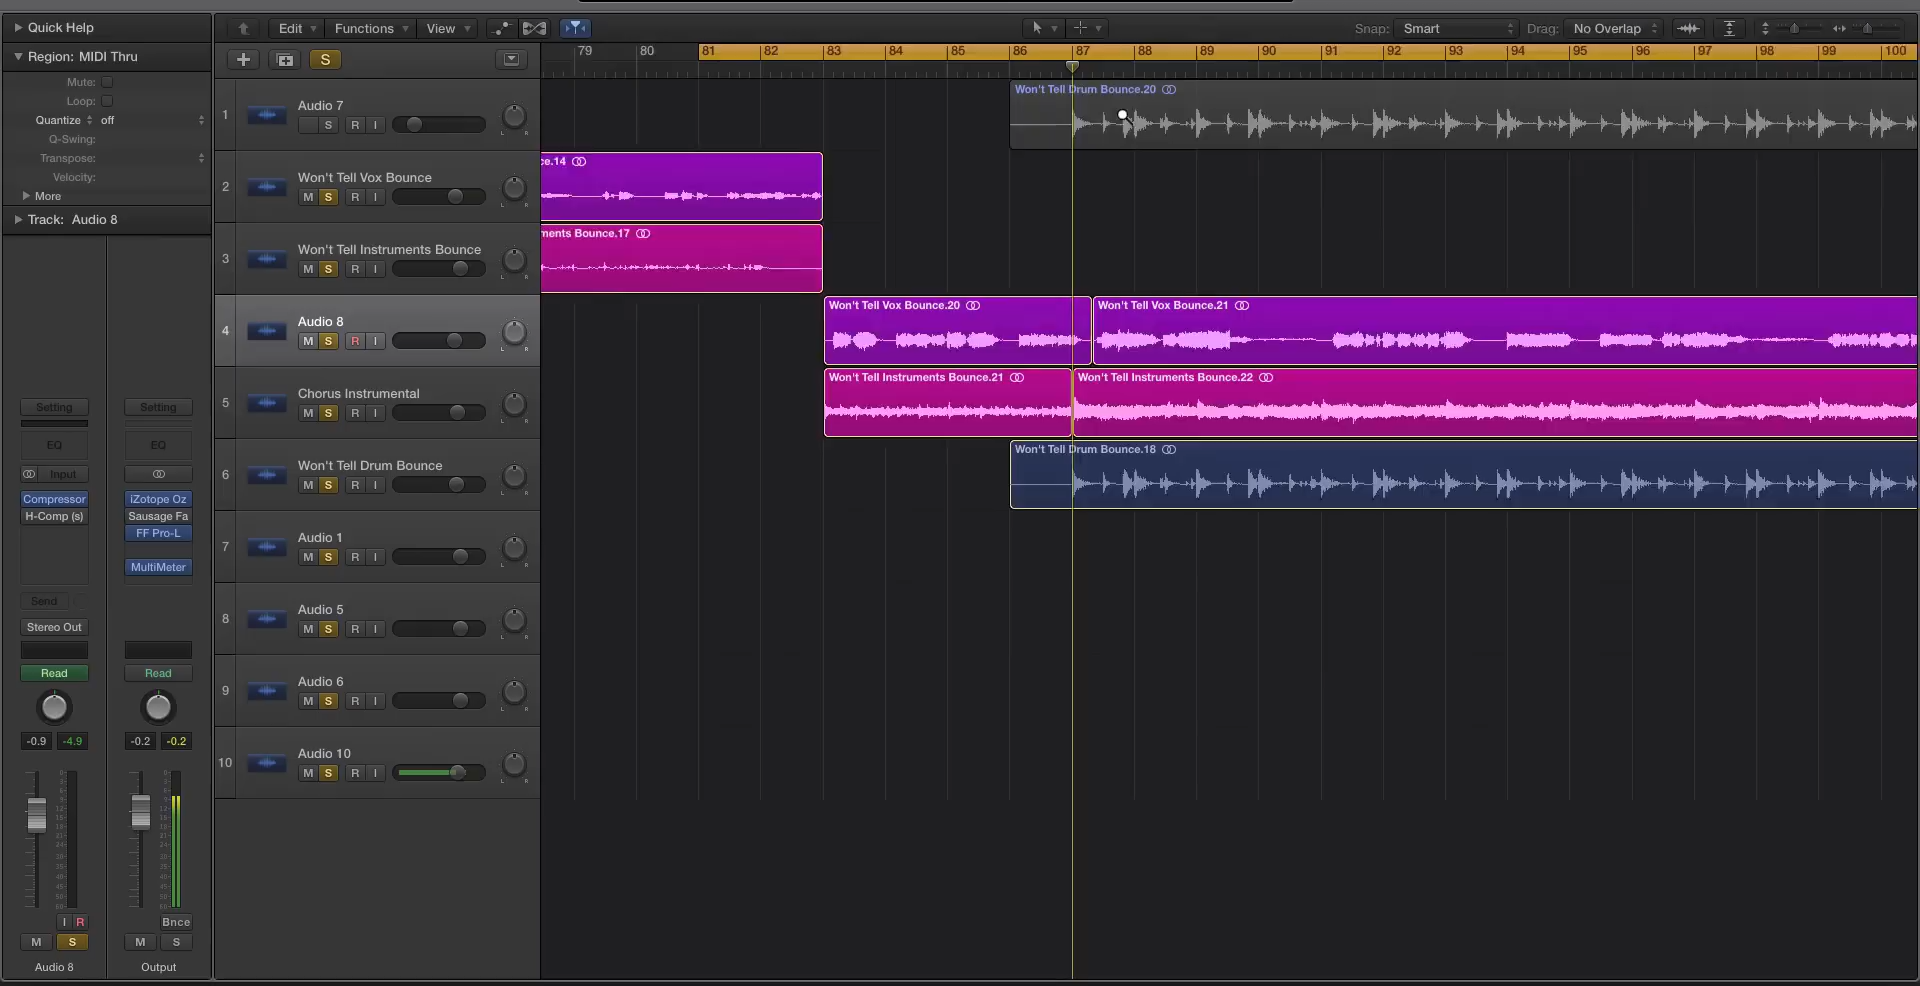 Quick Help
Edit Functions View
Snap: Smart Drag: No Overlap
Region: MIDI Thru
Mute:
Loop:
Quantize off
Q-Swing:
Transpose:
Velocity:
More
Track: Audio 8
S
79 80 81 82 83 84 85 86 87 88 89 90 91 92 93 94 95 96 97 98 99 100
1 Audio 7
S R I
Won't Tell Drum Bounce.20
2 Won't Tell Vox Bounce
M S R I
ce.14
3 Won't Tell Instruments Bounce
M S R I
ments Bounce.17
4 Audio 8
M S R I
Won't Tell Vox Bounce.20
Won't Tell Vox Bounce.21
5 Chorus Instrumental
M S R I
Won't Tell Instruments Bounce.21
Won't Tell Instruments Bounce.22
6 Won't Tell Drum Bounce
M S R I
Won't Tell Drum Bounce.18
7 Audio 1
M S R I
8 Audio 5
M S R I
9 Audio 6
M S R I
10 Audio 10
M S R I
Setting Setting
EQ EQ
Input
Compressor iZotope Oz
H-Comp (s) Sausage Fa
FF Pro-L
MultiMeter
Send
Stereo Out
Read Read
-0.9 -4.9 -0.2 -0.2
I R Bnce
M S M S
Audio 8 Output